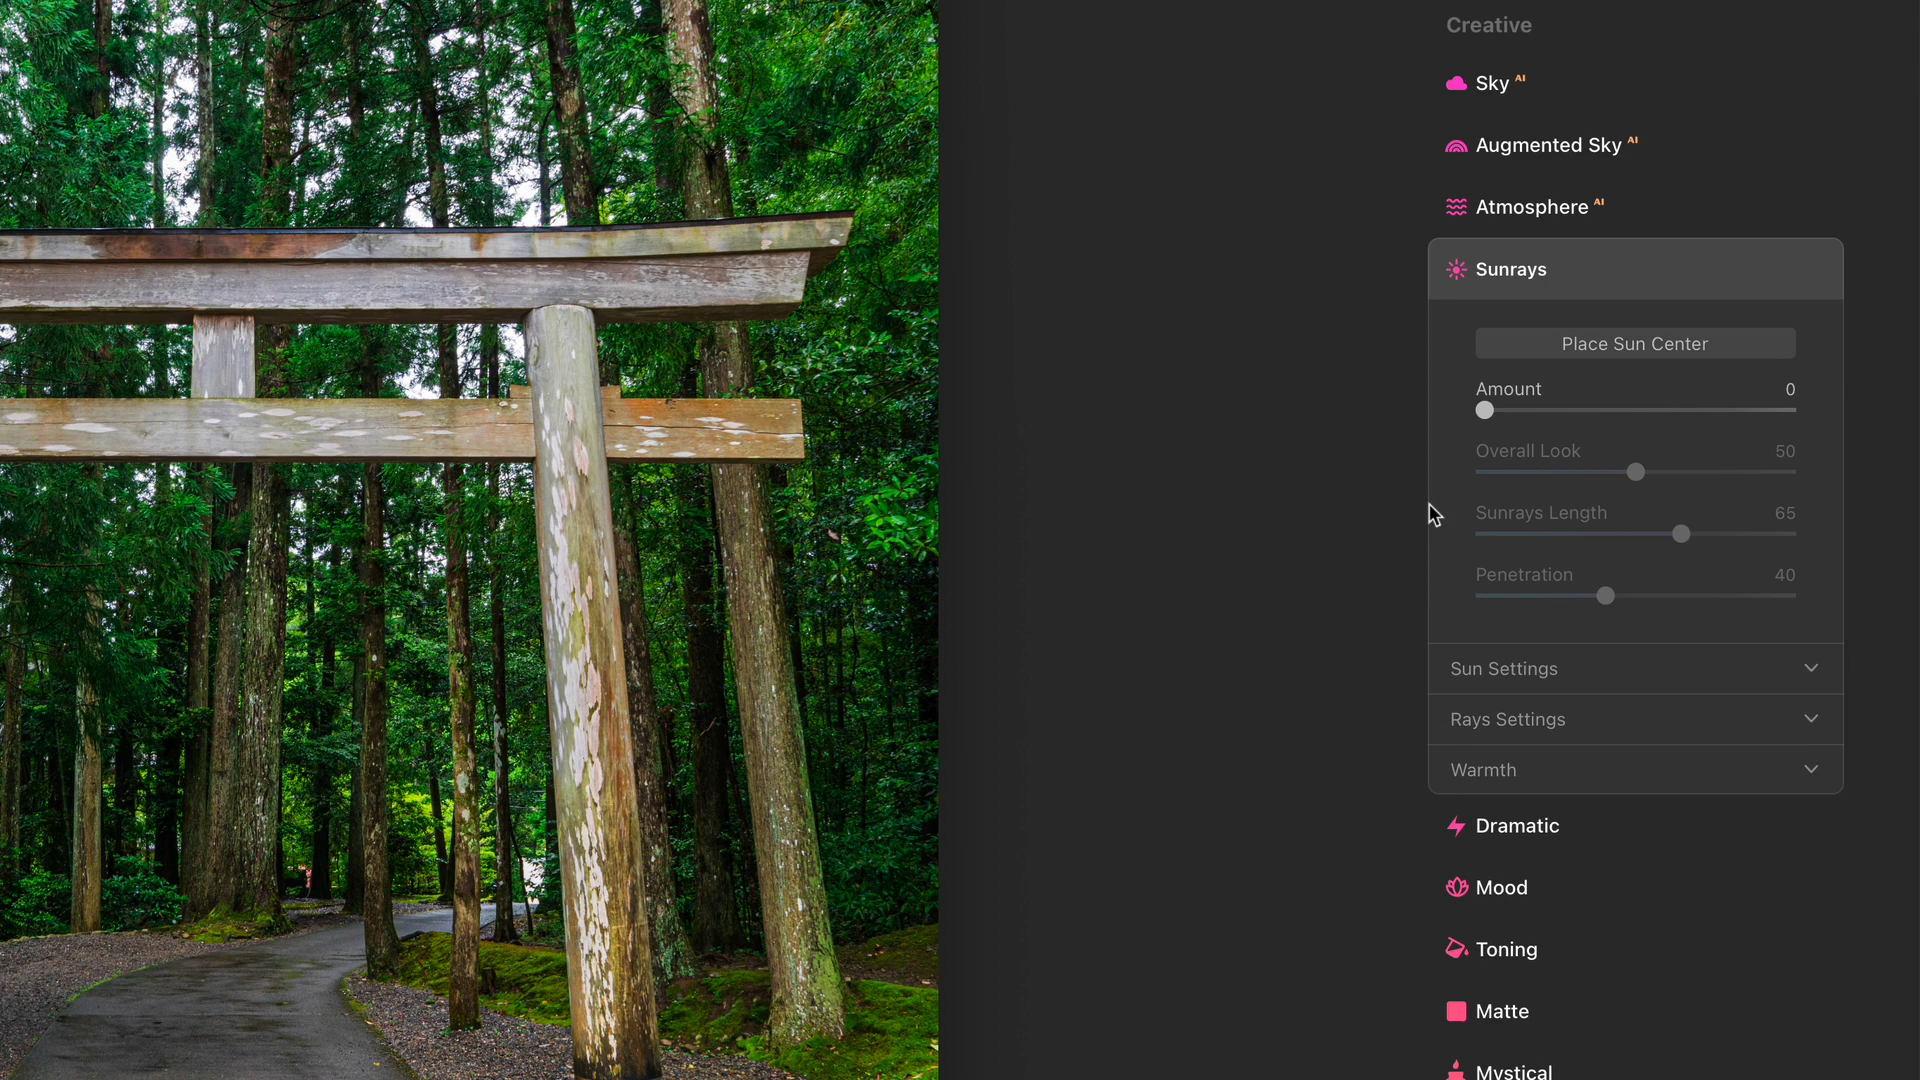 Creative
Sky AI
Augmented Sky AI
Atmosphere AI
Sunrays
Place Sun Center
Amount 0
Overall Look 50
Sunrays Length 65
Penetration 40
Sun Settings
Rays Settings
Warmth
Dramatic
Mood
Toning
Matte
Mystical